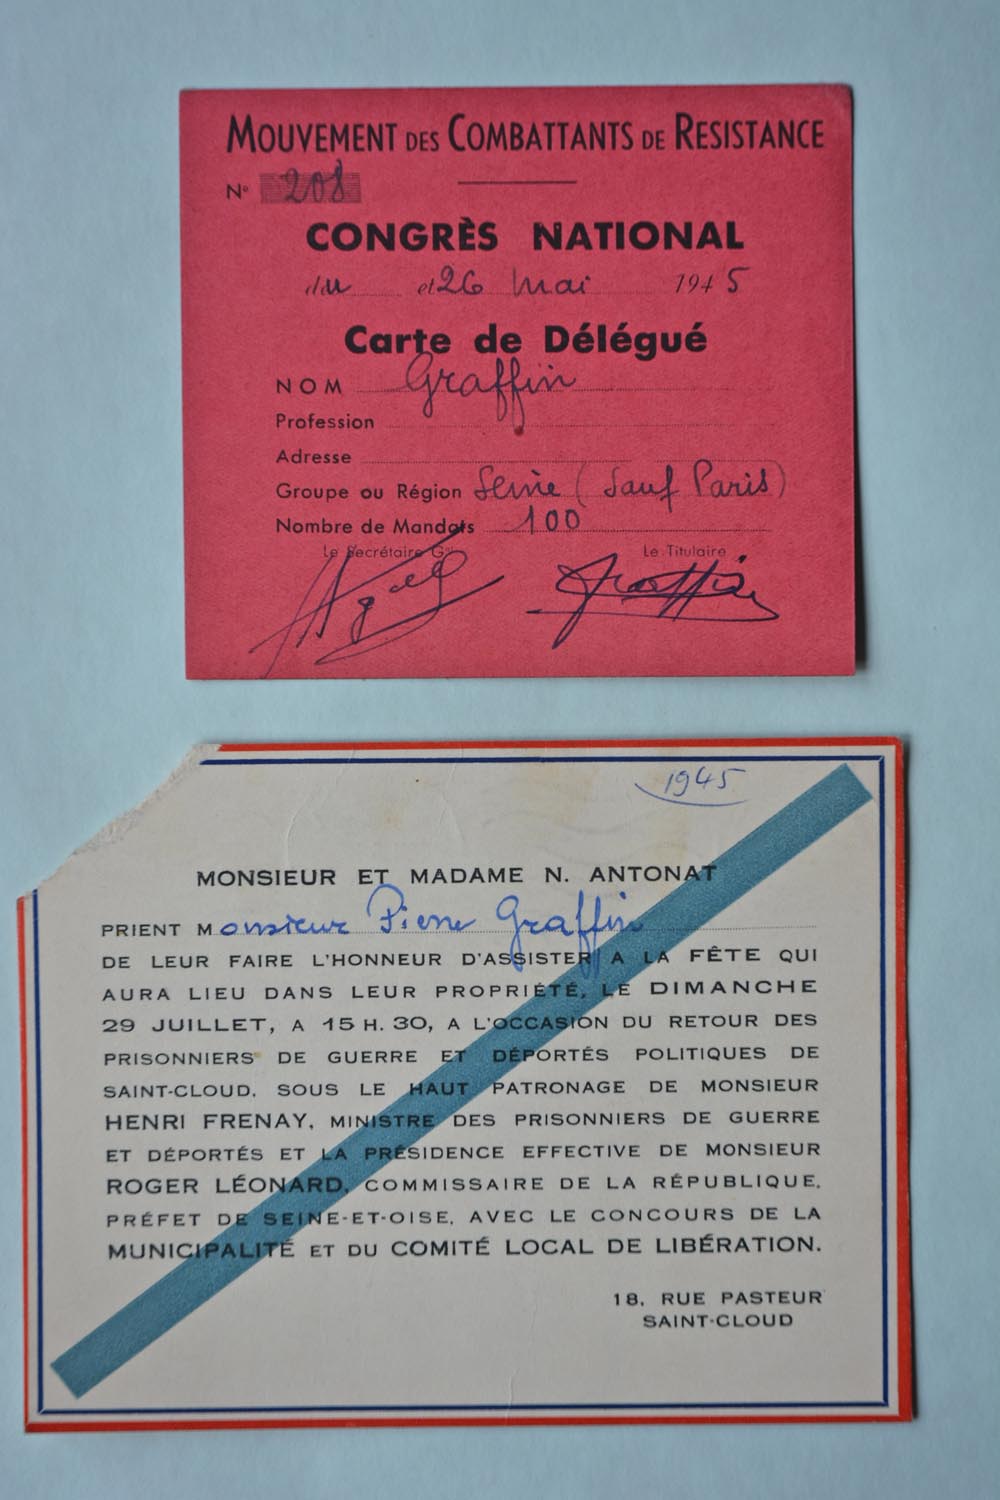 MOUVEMENT DES COMBATTANTS DE RESISTANCE
N° 208
CONGRÈS NATIONAL
du et 26 Mai 1945
Carte de Délégué
NOM Graffin
Profession
Adresse
Groupe ou Région Seine (Sauf Paris)
Nombre de Mandats 100
Le Secrétaire Gal Le Titulaire
Graffin
1945
MONSIEUR ET MADAME N. ANTONAT
PRIENT Monsieur Pierre Graffin
DE LEUR FAIRE L'HONNEUR D'ASSISTER A LA FÊTE QUI
AURA LIEU DANS LEUR PROPRIÉTÉ, LE DIMANCHE
29 JUILLET, A 15 H. 30, A L'OCCASION DU RETOUR DES
PRISONNIERS DE GUERRE ET DÉPORTÉS POLITIQUES DE
SAINT-CLOUD, SOUS LE HAUT PATRONAGE DE MONSIEUR
HENRI FRENAY, MINISTRE DES PRISONNIERS DE GUERRE
ET DÉPORTÉS ET LA PRÉSIDENCE EFFECTIVE DE MONSIEUR
ROGER LÉONARD, COMMISSAIRE DE LA RÉPUBLIQUE,
PRÉFET DE SEINE-ET-OISE, AVEC LE CONCOURS DE LA
MUNICIPALITÉ ET DU COMITÉ LOCAL DE LIBÉRATION.
18, RUE PASTEUR
SAINT-CLOUD